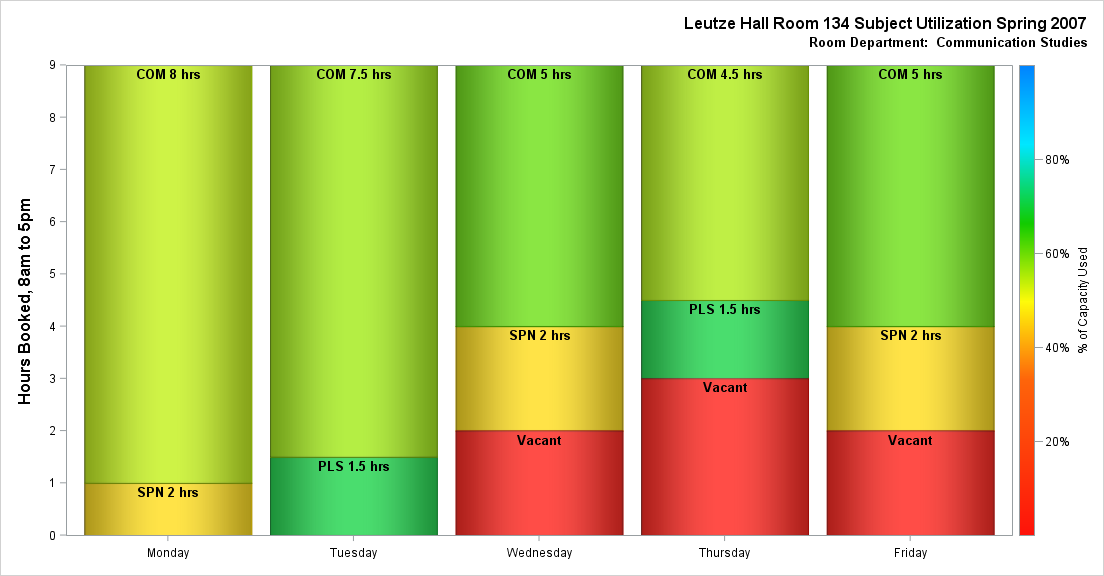 Leutze Hall Room 134 Subject Utilization Spring 2007
Room Department: Communication Studies
Hours Booked, 8am to 5pm
9
8
7
6
5
4
3
2
1
0
COM 8 hrs
SPN 2 hrs
COM 7.5 hrs
PLS 1.5 hrs
COM 5 hrs
SPN 2 hrs
Vacant
COM 4.5 hrs
PLS 1.5 hrs
Vacant
COM 5 hrs
SPN 2 hrs
Vacant
Monday
Tuesday
Wednesday
Thursday
Friday
80%
60%
40%
20%
% of Capacity Used